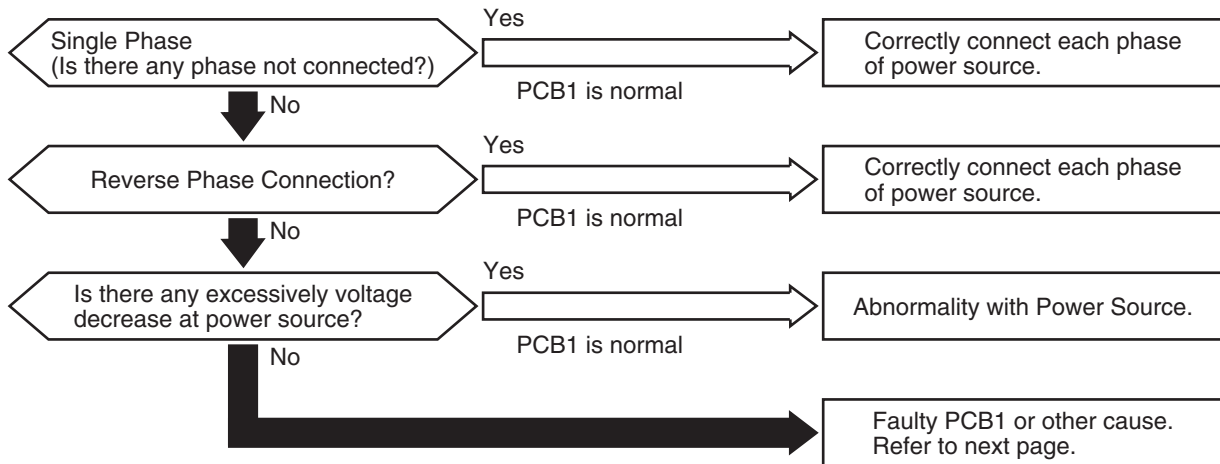 Single Phase
(Is there any phase not connected?)
Yes
PCB1 is normal
Correctly connect each phase
of power source.
No
Reverse Phase Connection?
Yes
PCB1 is normal
Correctly connect each phase
of power source.
No
Is there any excessively voltage
decrease at power source?
Yes
PCB1 is normal
Abnormality with Power Source.
No
Faulty PCB1 or other cause.
Refer to next page.